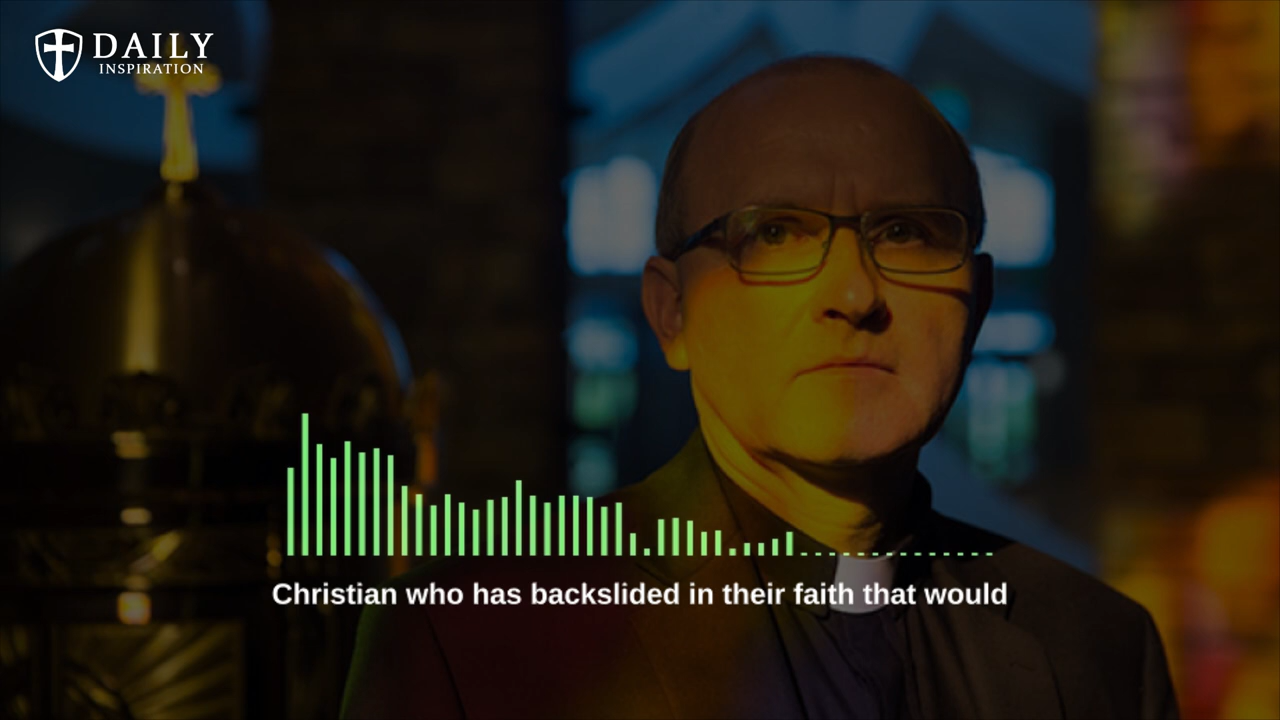 DAILY
INSPIRATION
Christian who has backslided in their faith that would